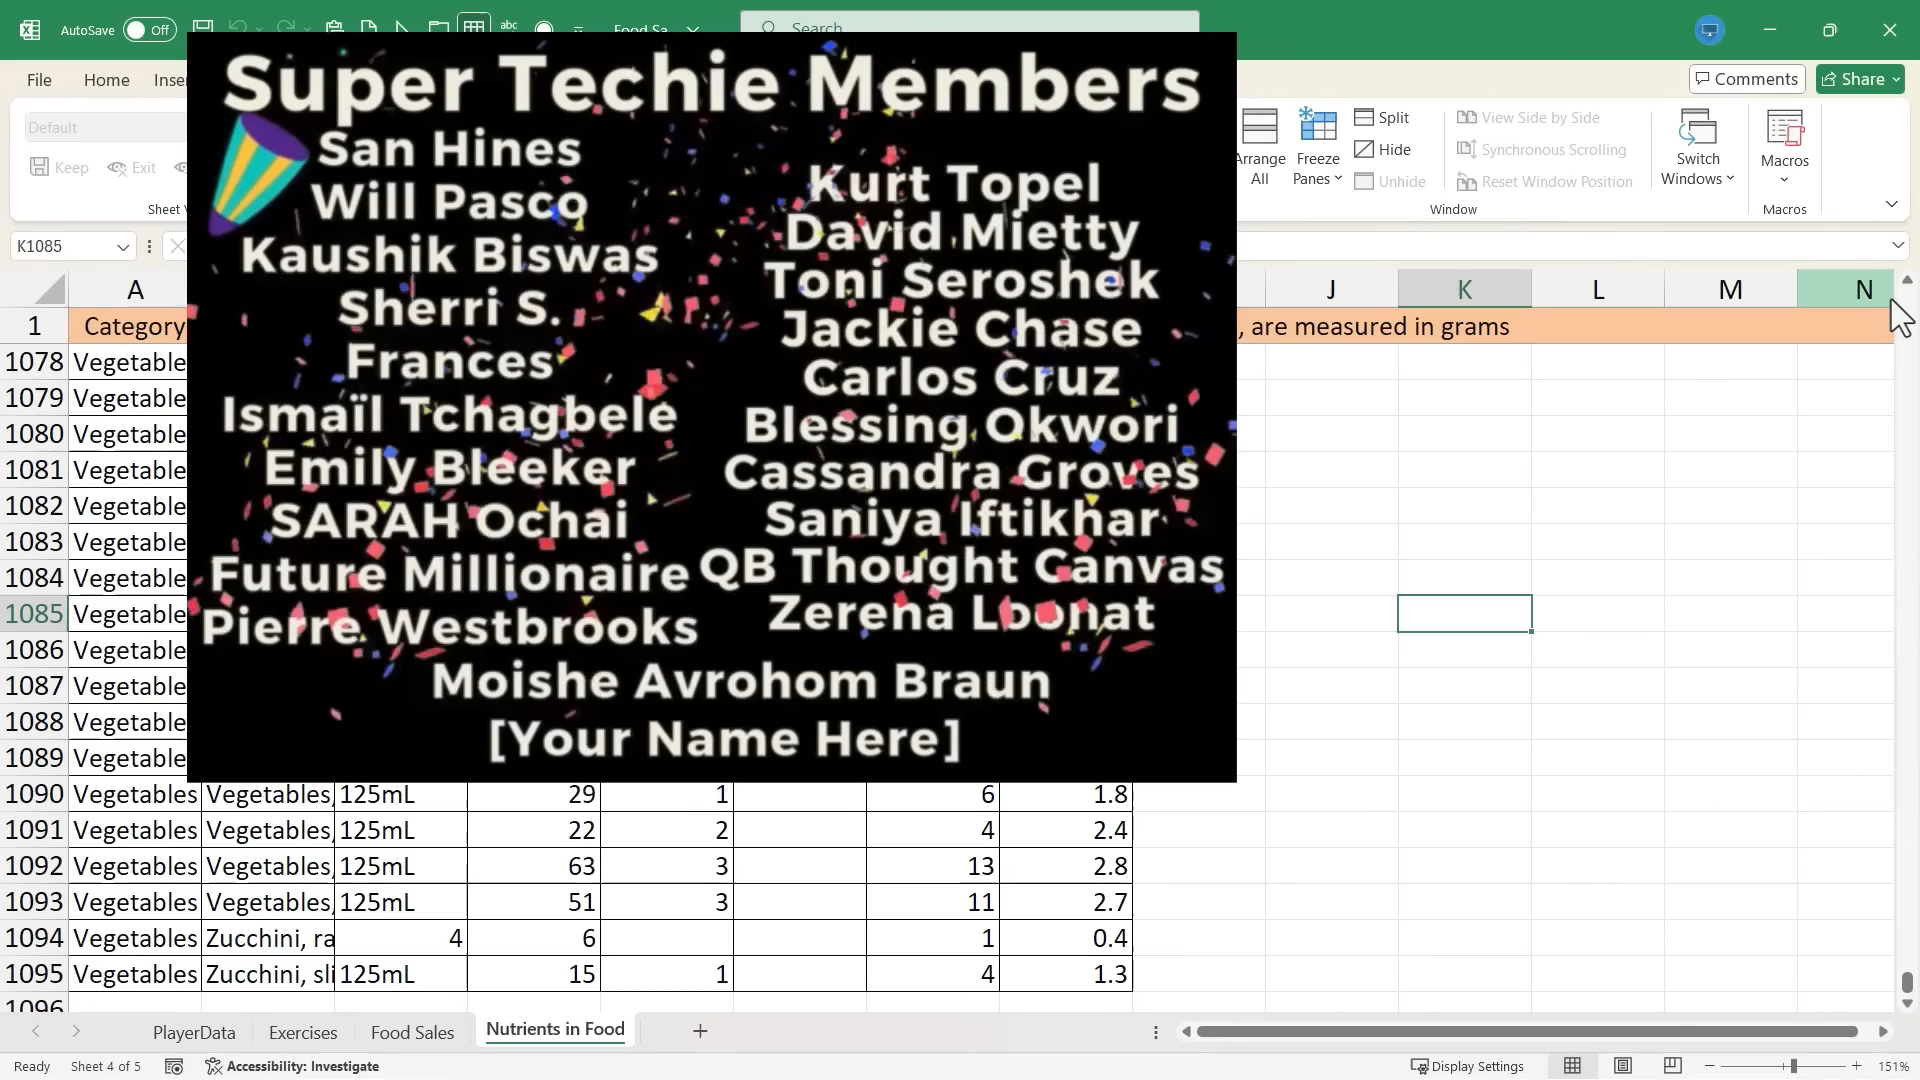 AutoSave Off
Food Sa
Search
File Home Inser
Comments Share
Default
Keep Exit
Arrange All
Freeze Panes
Split
Hide
Unhide
View Side by Side
Synchronous Scrolling
Reset Window Position
Switch Windows
Macros
Window
Macros
K1085
Super Techie Members
San Hines
Will Pasco
Kaushik Biswas
Sherri S.
Frances
Ismaïl Tchagbele
Emily Bleeker
SARAH Ochai
Future Millionaire
Pierre Westbrooks
Kurt Topel
David Mietty
Toni Seroshek
Jackie Chase
Carlos Cruz
Blessing Okwori
Cassandra Groves
Saniya Iftikhar
QB Thought Canvas
Zerena Loonat
Moishe Avrohom Braun
[Your Name Here]
A J K L M N
1 Category , are measured in grams
1078 Vegetable
1079 Vegetable
1080 Vegetable
1081 Vegetable
1082 Vegetable
1083 Vegetable
1084 Vegetable
1085 Vegetable
1086 Vegetable
1087 Vegetable
1088 Vegetable
1089 Vegetable
1090 Vegetables Vegetables, 125mL 29 1 6 1.8
1091 Vegetables Vegetables, 125mL 22 2 4 2.4
1092 Vegetables Vegetables, 125mL 63 3 13 2.8
1093 Vegetables Vegetables, 125mL 51 3 11 2.7
1094 Vegetables Zucchini, ra 4 6 1 0.4
1095 Vegetables Zucchini, sli 125mL 15 1 4 1.3
1096
PlayerData Exercises Food Sales Nutrients in Food
Ready Sheet 4 of 5 Accessibility: Investigate Display Settings 151%